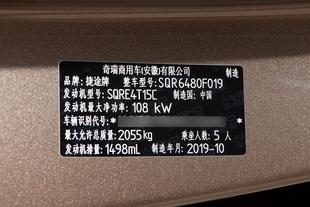 奇瑞商用车(安徽)有限公司 制造
品牌:捷途牌 整车型号:SQR6480F019
发动机型号:SQRE4T15C 制造国:中国
发动机最大净功率:108 kW
车辆识别代号:*
最大允许总质量:2055kg 乘坐人数:5 人
发动机排量:1498mL 制造年月:2019-10